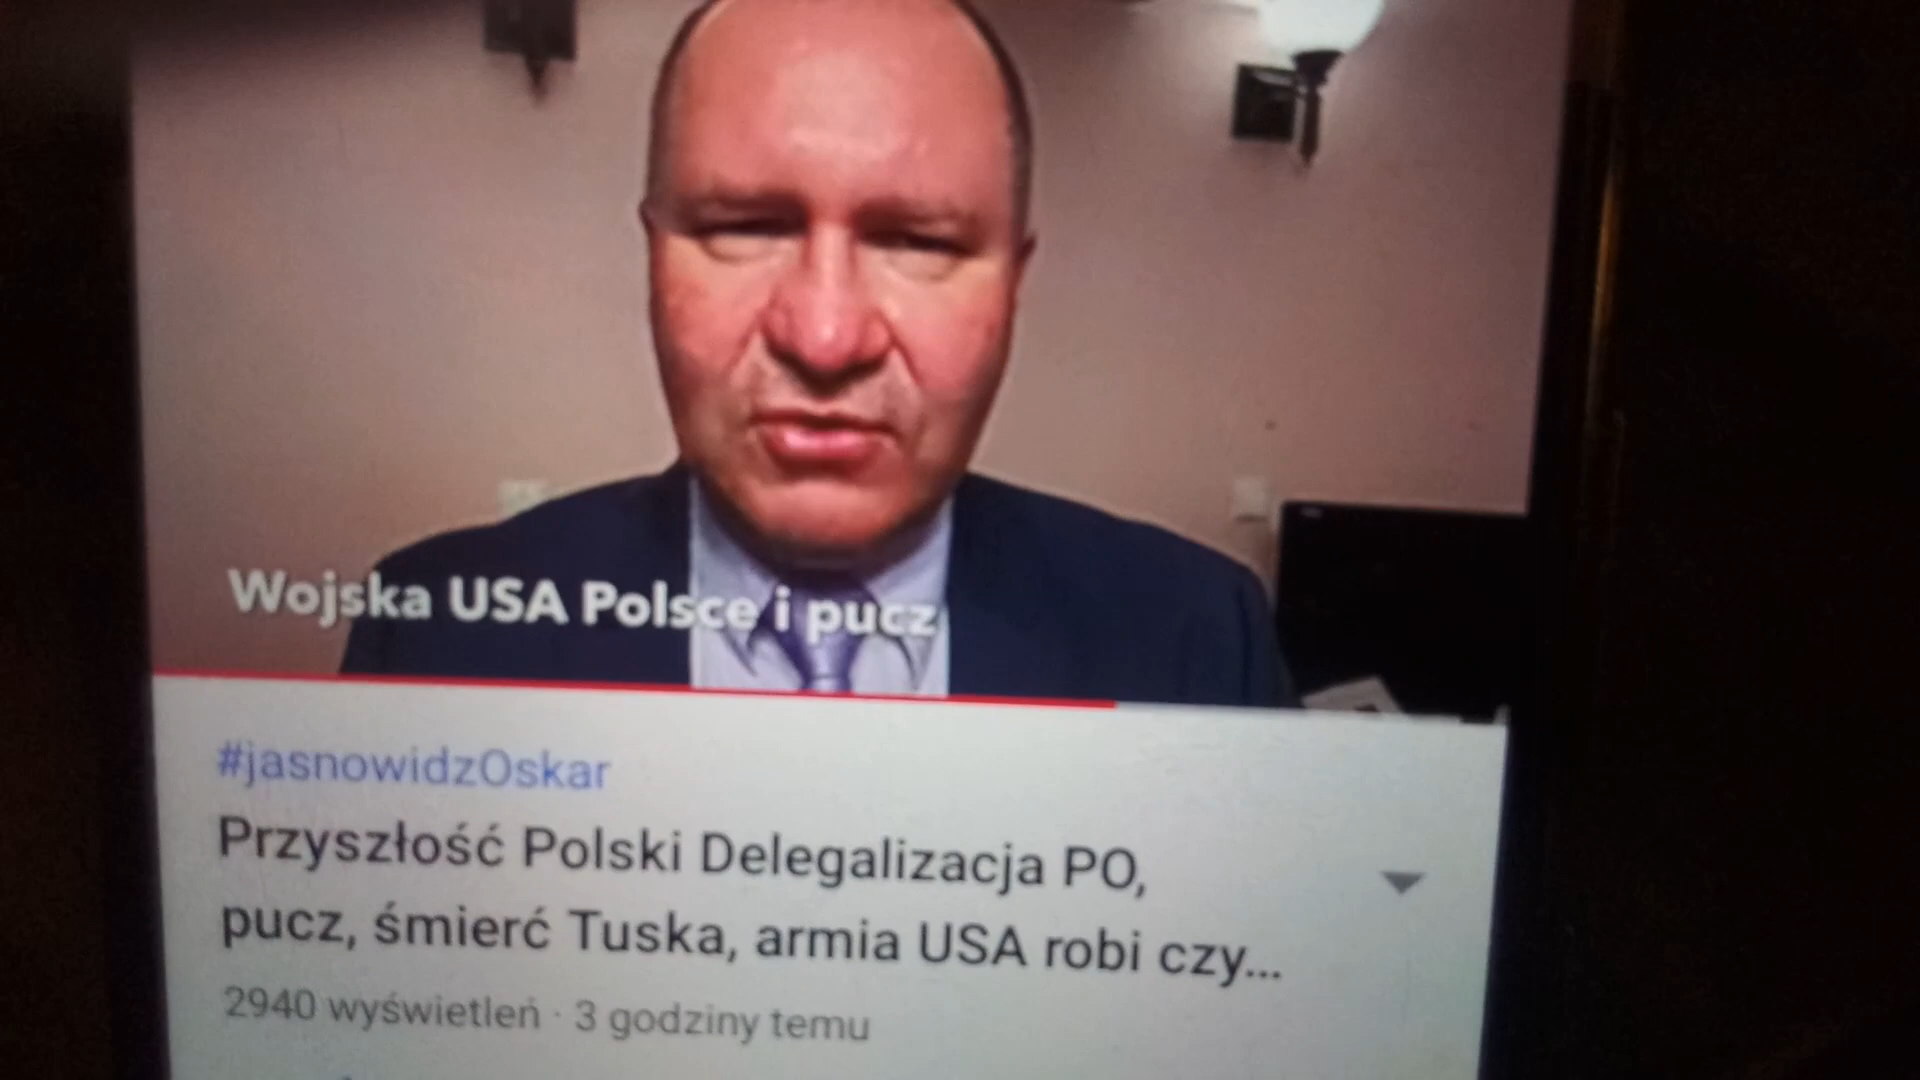 Wojska USA Polsce i pucz
#jasnowidzOskar
Przyszłość Polski Delegalizacja PO,
pucz, śmierć Tuska, armia USA robi czy...
2940 wyświetleń · 3 godziny temu